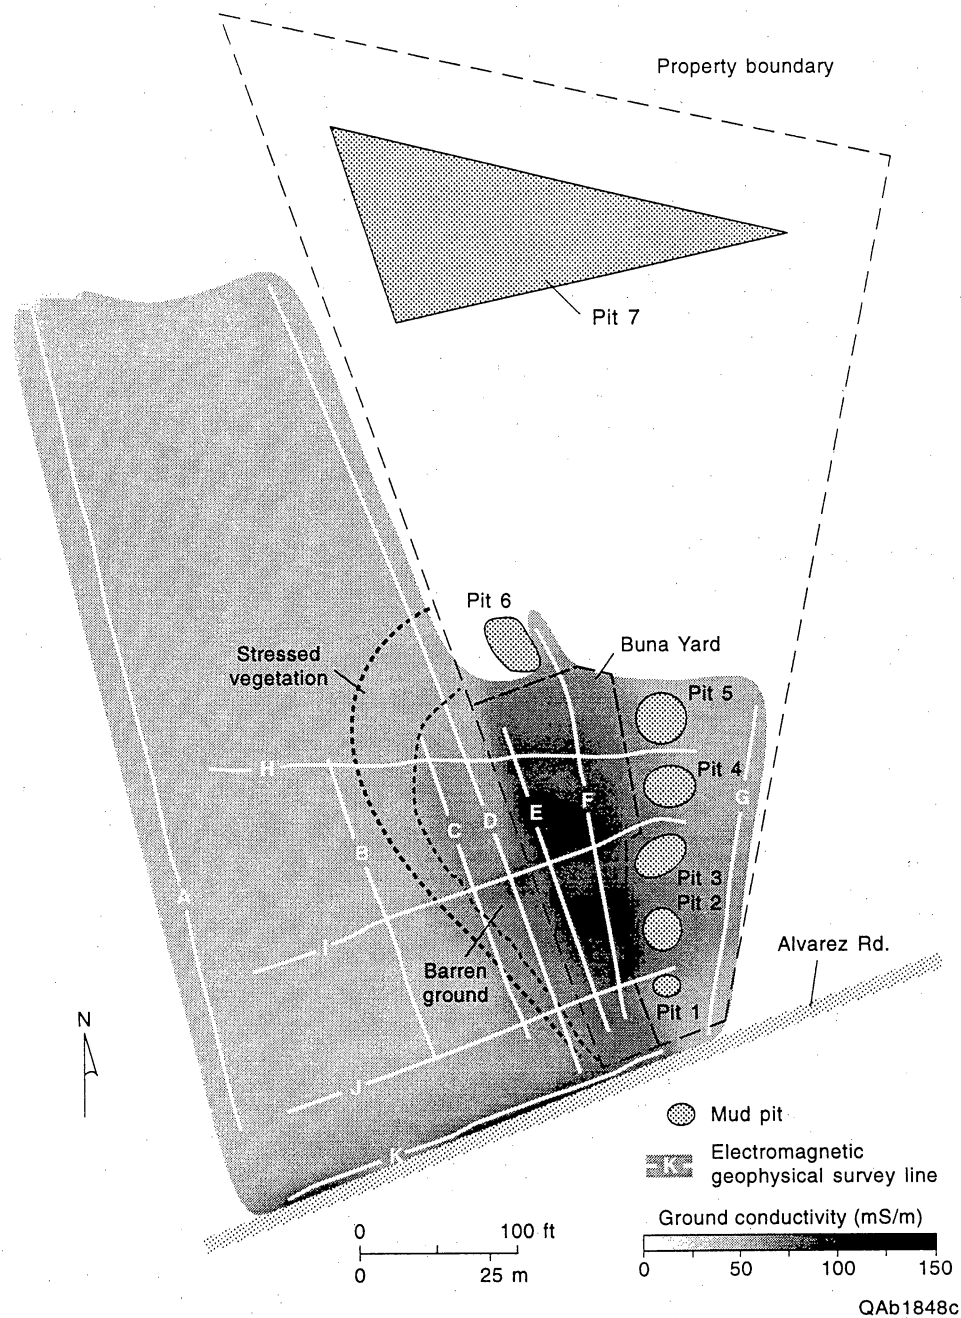 Property boundary
Pit 7
Pit 6
Buna Yard
Stressed
vegetation
Pit 5
H
Pit 4
G
F
E
D
C
B
Pit 3
A
Pit 2
I
Alvarez Rd.
Barren
ground
Pit 1
N
J
Mud pit
K
K
Electromagnetic
geophysical survey line
0 100 ft
0 25 m
Ground conductivity (mS/m)
0 50 100 150
QAb1848c